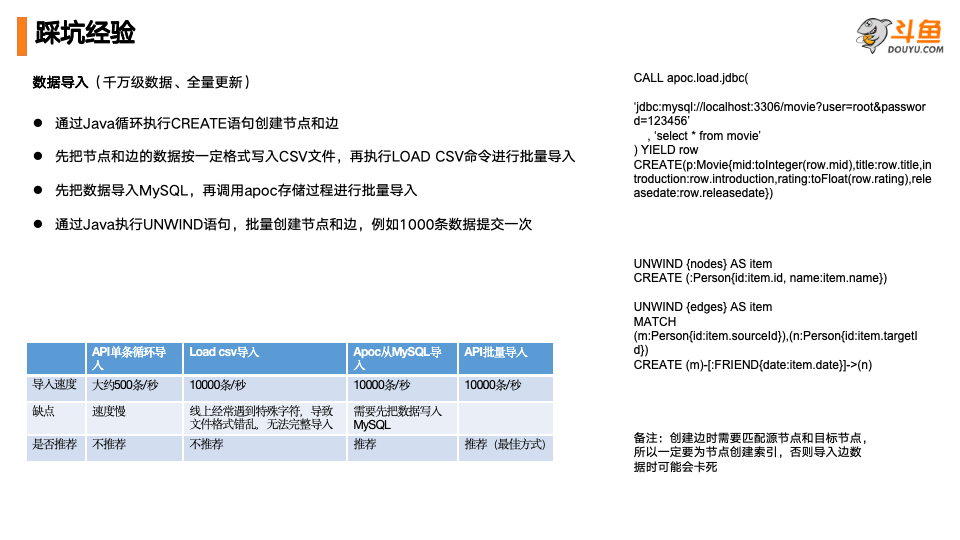 踩坑经验
斗鱼
DOUYU.COM
数据导入（千万级数据、全量更新）
● 通过Java循环执行CREATE语句创建节点和边
● 先把节点和边的数据按一定格式写入CSV文件，再执行LOAD CSV命令进行批量导入
● 先把数据导入MySQL，再调用apoc存储过程进行批量导入
● 通过Java执行UNWIND语句，批量创建节点和边，例如1000条数据提交一次
CALL apoc.load.jdbc(
'jdbc:mysql://localhost:3306/movie?user=root&passwor
d=123456’
, ‘select * from movie’
) YIELD row
CREATE(p:Movie{mid:toInteger(row.mid),title:row.title,in
troduction:row.introduction,rating:toFloat(row.rating),rele
asedate:row.releasedate})
UNWIND {nodes} AS item
CREATE (:Person{id:item.id, name:item.name})
UNWIND {edges} AS item
MATCH
(m:Person{id:item.sourceId}),(n:Person{id:item.targetI
d})
CREATE (m)-[:FRIEND{date:item.date}]->(n)
API单条循环导
入
Load csv导入
Apoc从MySQL导
入
API批量导入
导入速度
大约500条/秒
10000条/秒
10000条/秒
10000条/秒
缺点
速度慢
线上经常遇到特殊字符，导致
文件格式错乱，无法完整导入
需要先把数据写入
MySQL
是否推荐
不推荐
不推荐
推荐
推荐（最佳方式）
备注：创建边时需要匹配源节点和目标节点，
所以一定要为节点创建索引，否则导入边数
据时可能会卡死